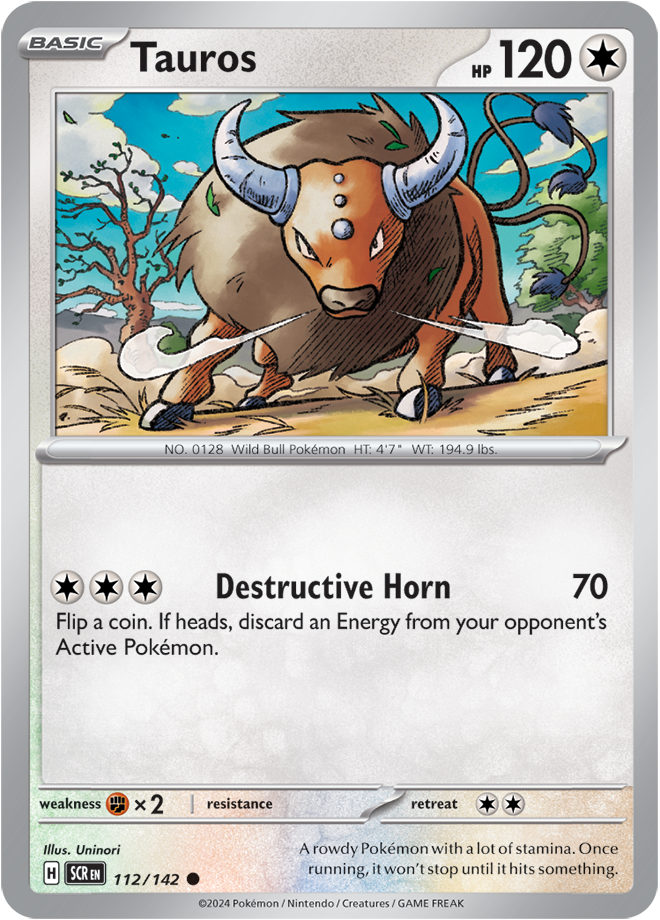 BASIC
Tauros
HP 120
NO. 0128 Wild Bull Pokémon HT: 4'7" WT: 194.9 lbs.
Destructive Horn 70
Flip a coin. If heads, discard an Energy from your opponent's
Active Pokémon.
weakness ×2 resistance retreat
Illus. Uninori
A rowdy Pokémon with a lot of stamina. Once
running, it won't stop until it hits something.
H SCR EN 112/142
©2024 Pokémon / Nintendo / Creatures / GAME FREAK